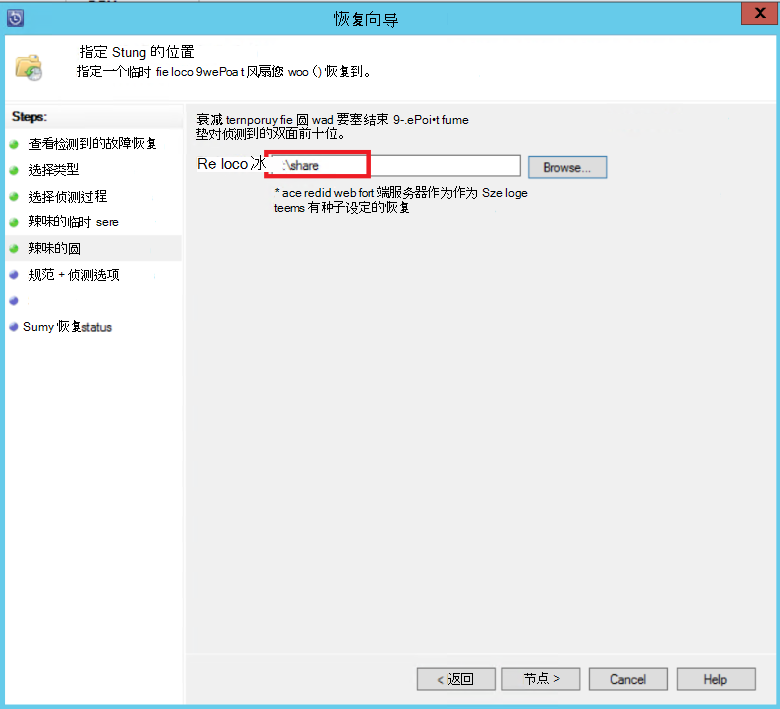 恢复向导
X
指定 Stung 的位置
指定一个临时 fie loco 9wePoa t 风扇您 woo () 恢复到。
Steps:
查看检测到的故障恢复
选择类型
选择侦测过程
辣味的临时 sere
辣味的圆
规范 + 侦测选项
Sumy 恢复status
衰减 ternporuy fie 圆 wad 要塞结束 9-.ePoi•t fume
垫对侦测到的双面前十位。
Re loco 冰 :\share Browse...
* ace redid web fort 端服务器作为作为 Sze loge
teems 有种子设定的恢复
< 返回 节点 > Cancel Help